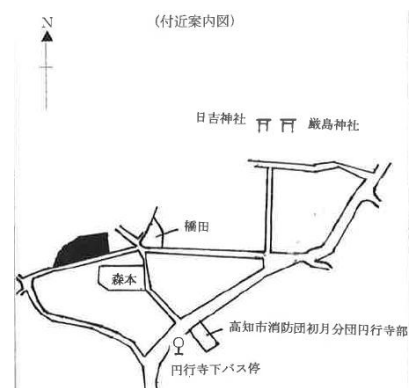 N
(付近案内図)
日吉神社
厳島神社
橘田
森本
高知市消防団初月分団円行寺部
円行寺下バス停